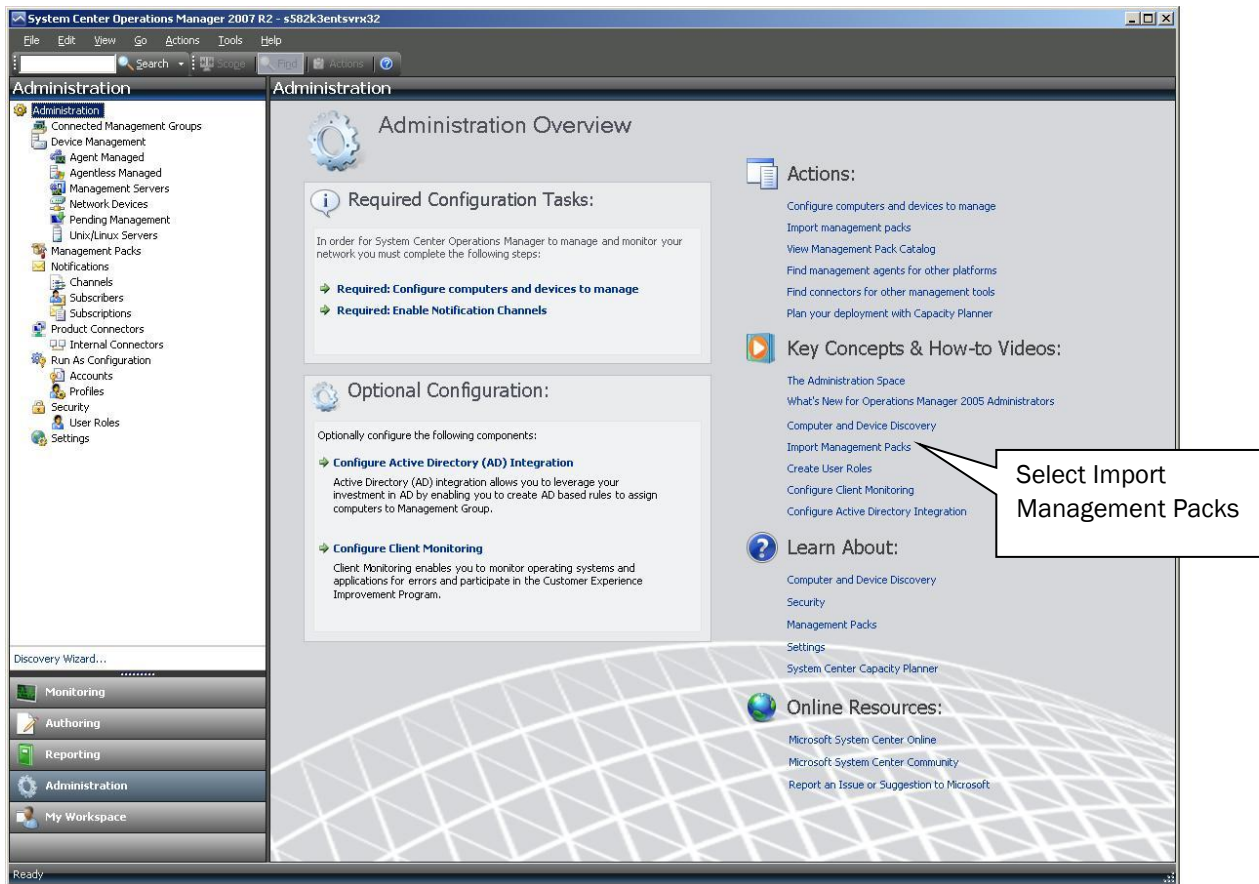 System Center Operations Manager 2007 R2 - s582k3entsvrx32
File Edit View Go Actions Tools Help
Search Scope Find Actions
Administration
Administration
Connected Management Groups
Device Management
Agent Managed
Agentless Managed
Management Servers
Network Devices
Pending Management
Unix/Linux Servers
Management Packs
Notifications
Channels
Subscribers
Subscriptions
Product Connectors
Internal Connectors
Run As Configuration
Accounts
Profiles
Security
User Roles
Settings
Discovery Wizard...
Monitoring
Authoring
Reporting
Administration
My Workspace
Ready
Administration
Administration Overview
Required Configuration Tasks:
In order for System Center Operations Manager to manage and monitor your
network you must complete the following steps:
Required: Configure computers and devices to manage
Required: Enable Notification Channels
Optional Configuration:
Optionally configure the following components:
Configure Active Directory (AD) Integration
Active Directory (AD) integration allows you to leverage your
investment in AD by enabling you to create AD based rules to assign
computers to Management Group.
Configure Client Monitoring
Client Monitoring enables you to monitor operating systems and
applications for errors and participate in the Customer Experience
Improvement Program.
Actions:
Configure computers and devices to manage
Import management packs
View Management Pack Catalog
Find management agents for other platforms
Find connectors for other management tools
Plan your deployment with Capacity Planner
Key Concepts & How-to Videos:
The Administration Space
What's New for Operations Manager 2005 Administrators
Computer and Device Discovery
Import Management Packs
Create User Roles
Configure Client Monitoring
Configure Active Directory Integration
Select Import
Management Packs
Learn About:
Computer and Device Discovery
Security
Management Packs
Settings
System Center Capacity Planner
Online Resources:
Microsoft System Center Online
Microsoft System Center Community
Report an Issue or Suggestion to Microsoft